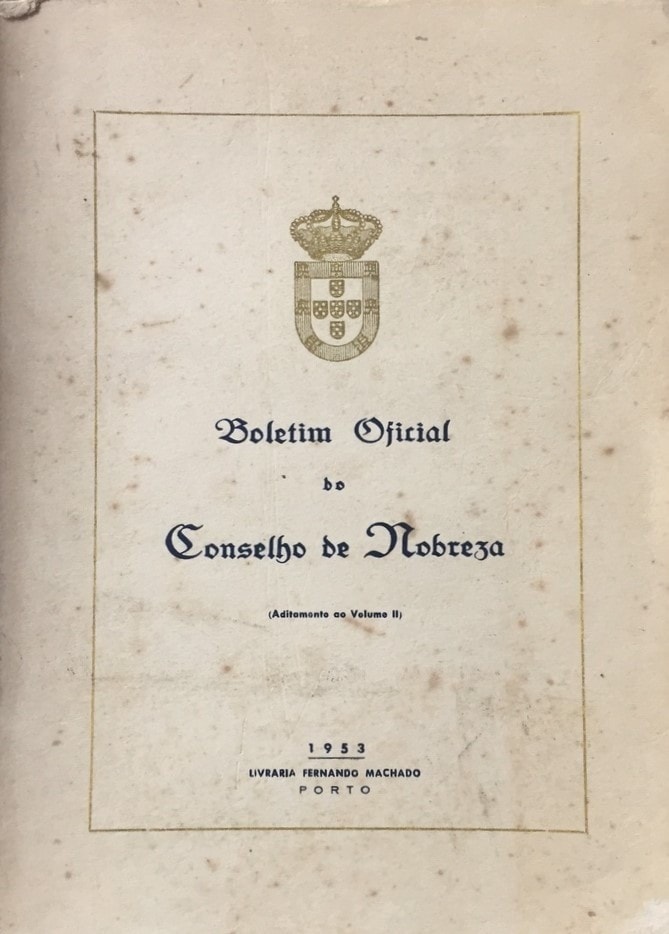 Boletim Oficial
do
Conselho de Nobreza
(Aditamento ao Volume II)
1953
LIVRARIA FERNANDO MACHADO
PORTO